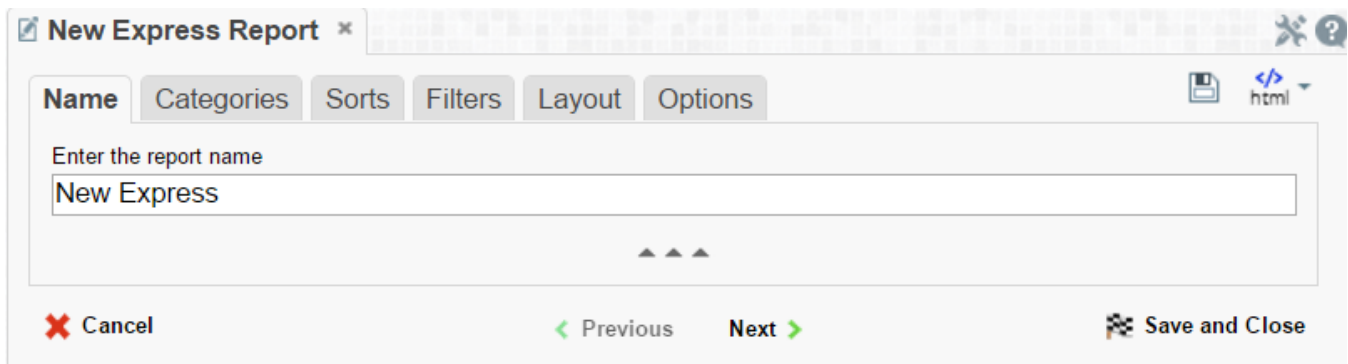 New Express Report ×
Name Categories Sorts Filters Layout Options </> html
Enter the report name
New Express
Cancel Previous Next Save and Close